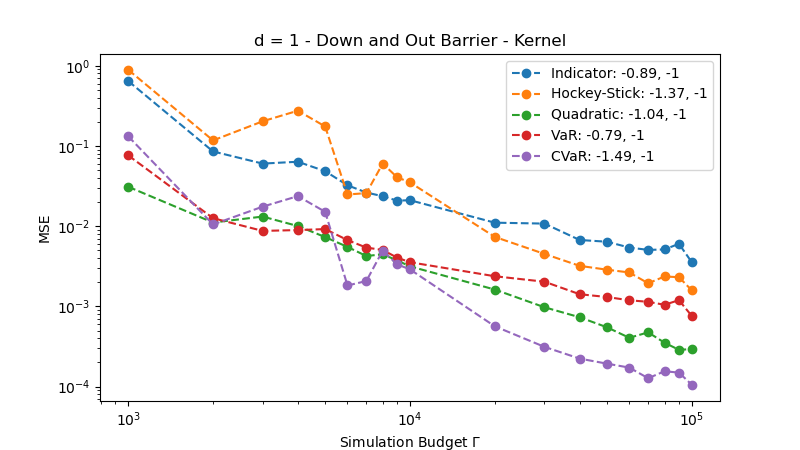 d = 1 - Down and Out Barrier - Kernel
Indicator: -0.89, -1
Hockey-Stick: -1.37, -1
Quadratic: -1.04, -1
VaR: -0.79, -1
CVaR: -1.49, -1
MSE
10⁰
10⁻¹
10⁻²
10⁻³
10⁻⁴
10³
10⁴
10⁵
Simulation Budget Γ